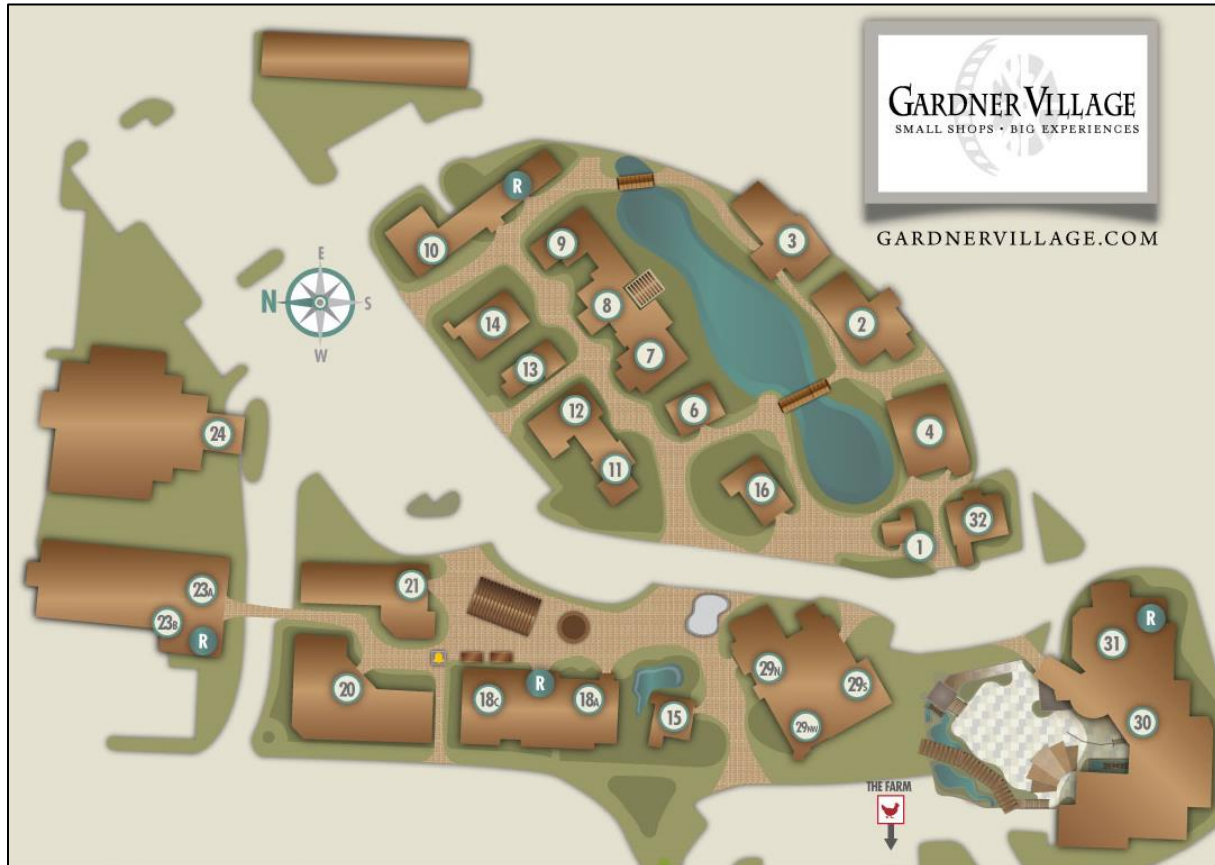 GARDNER VILLAGE
SMALL SHOPS • BIG EXPERIENCES
GARDNERVILLAGE.COM
R
3
9
10
E
N
S
W
8
14
2
7
13
6
12
4
24
11
16
32
1
21
23A
23B
R
R
31
20
18C
R
18A
15
29N
29S
29NW
30
THE FARM